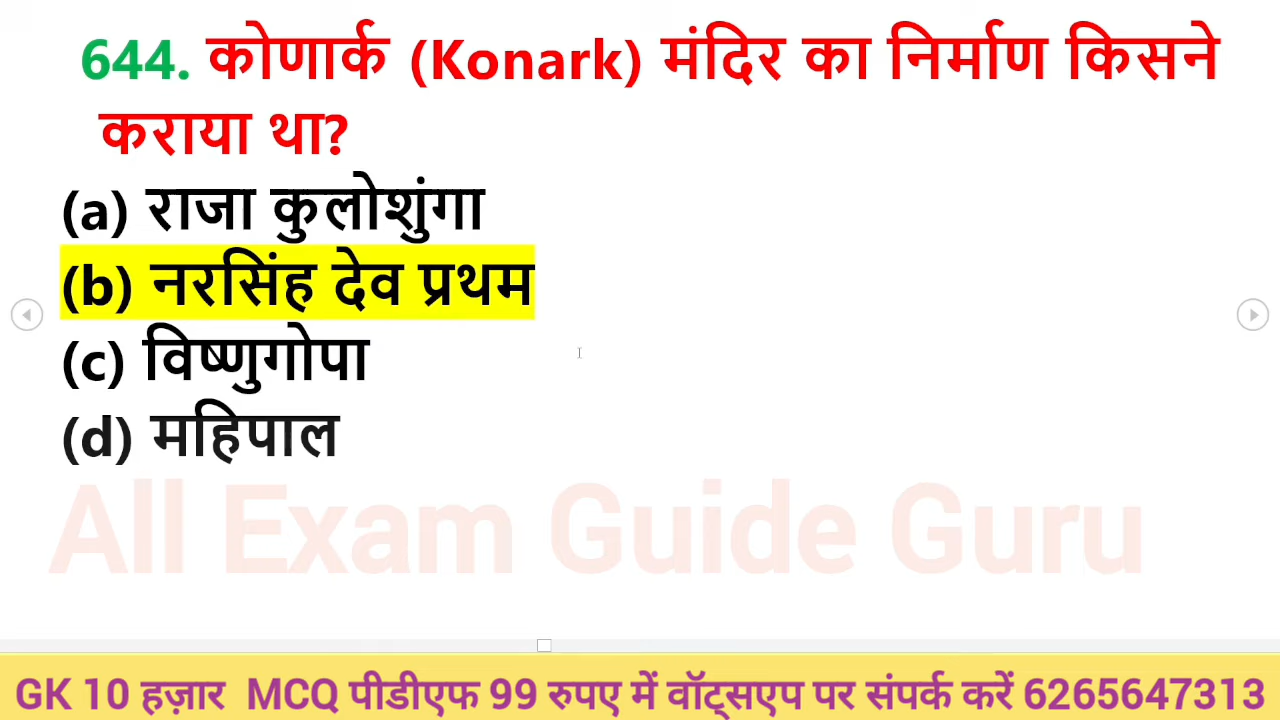 644. कोणार्क (Konark) मंदिर का निर्माण किसने
कराया था?
(a) राजा कुलोशुंगा
(b) नरसिंह देव प्रथम
(c) विष्णुगोपा
(d) महिपाल
All Exam Guide Guru
GK 10 हज़ार MCQ पीडीएफ 99 रुपए में वॉट्सएप पर संपर्क करें 6265647313